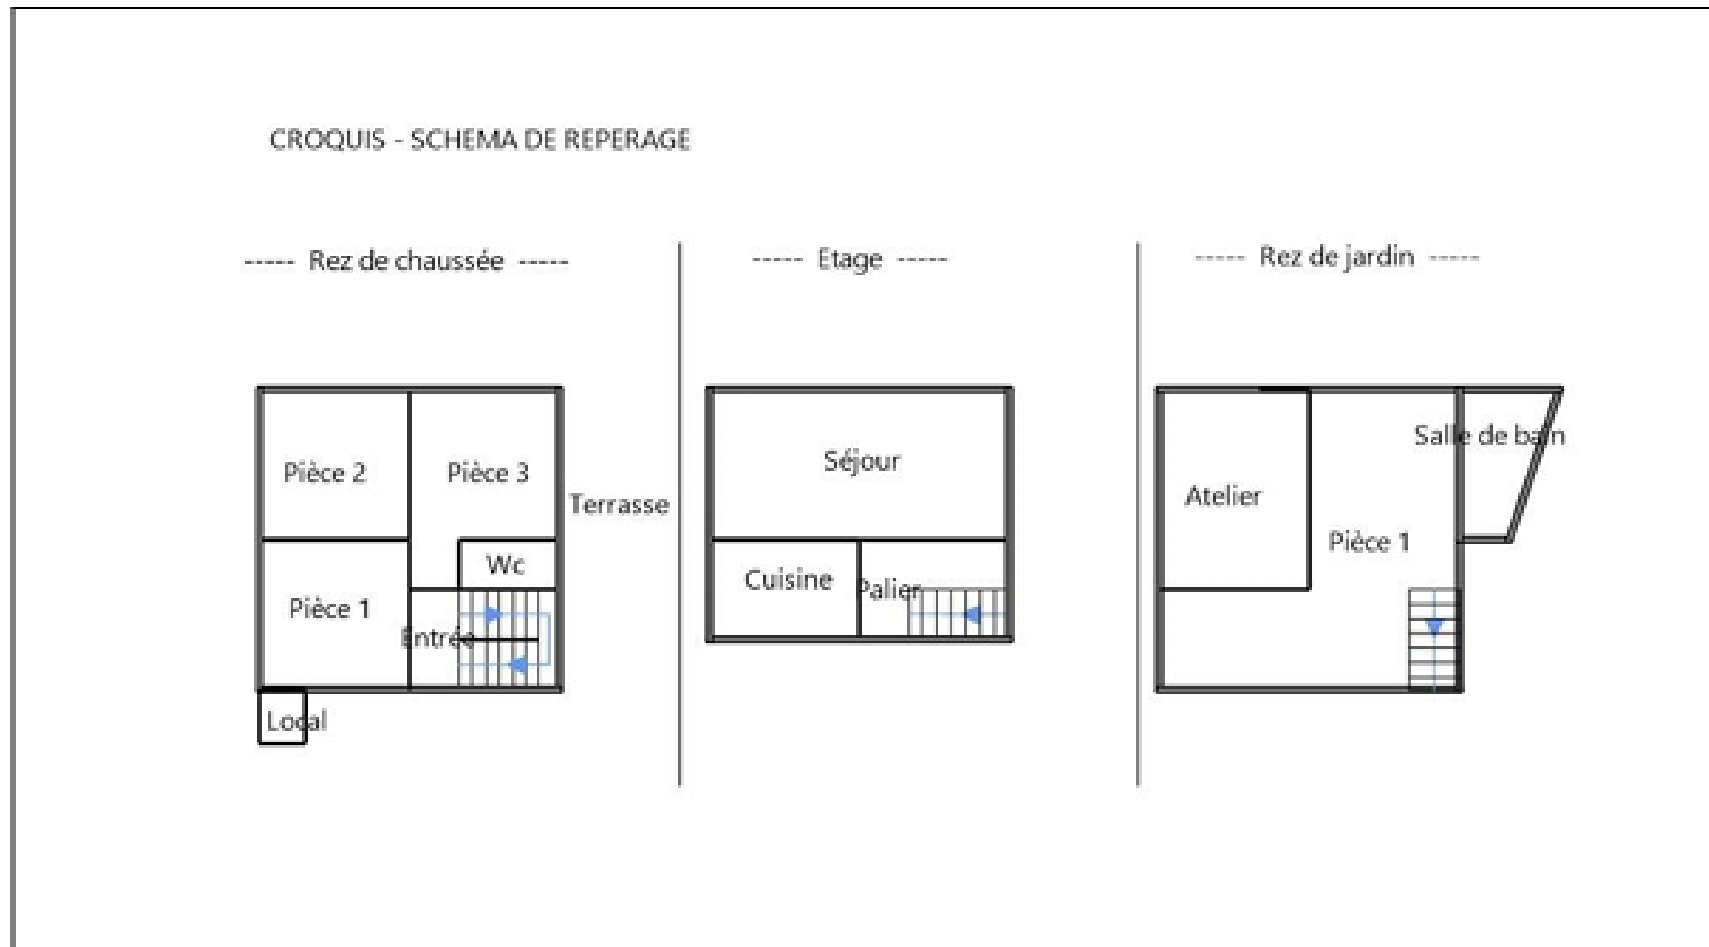 CROQUIS - SCHEMA DE REPERAGE
----- Rez de chaussée -----
Pièce 2
Pièce 3
Terrasse
Wc
Pièce 1
Entrée
Local
----- Etage -----
Séjour
Cuisine
Palier
----- Rez de jardin -----
Salle de bain
Atelier
Pièce 1